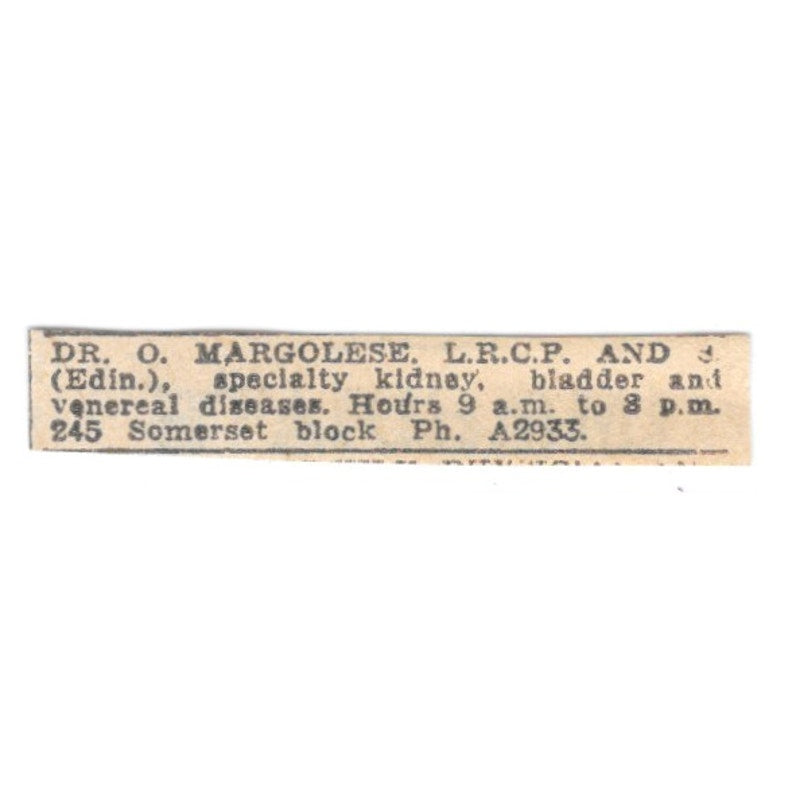 DR. O. MARGOLESE. L.R.C.P. AND S.
(Edin.), specialty kidney, bladder and
venereal diseases. Hours 9 a.m. to 8 p.m.
245 Somerset block Ph. A2933.